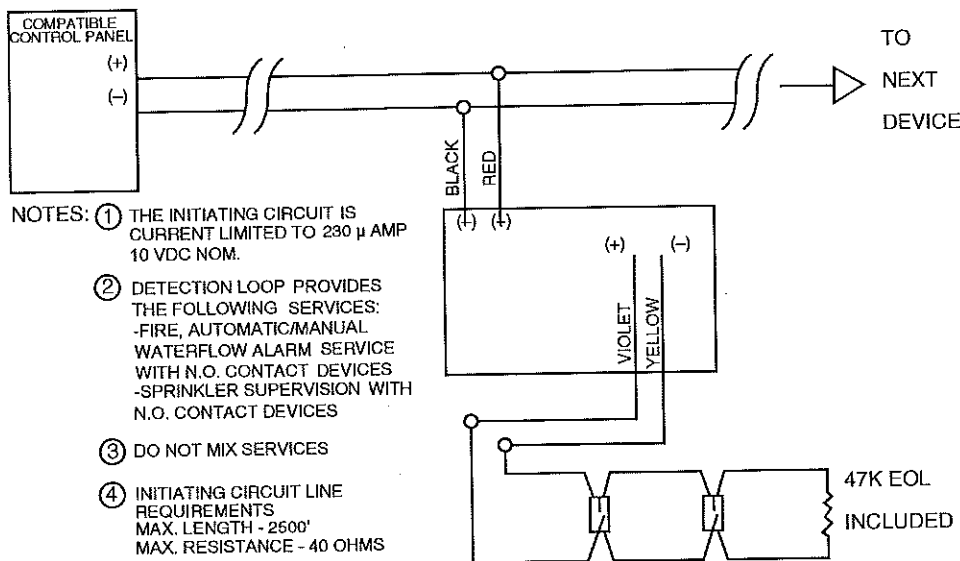 COMPATIBLE
CONTROL PANEL
(+)
(–)
TO
NEXT
DEVICE
BLACK
RED
(–) (+)
(+) (–)
VIOLET
YELLOW
NOTES: ① THE INITIATING CIRCUIT IS
CURRENT LIMITED TO 230 µ AMP
10 VDC NOM.
② DETECTION LOOP PROVIDES
THE FOLLOWING SERVICES:
-FIRE, AUTOMATIC/MANUAL
WATERFLOW ALARM SERVICE
WITH N.O. CONTACT DEVICES
-SPRINKLER SUPERVISION WITH
N.O. CONTACT DEVICES
③ DO NOT MIX SERVICES
④ INITIATING CIRCUIT LINE
REQUIREMENTS
MAX. LENGTH - 2500'
MAX. RESISTANCE - 40 OHMS
47K EOL
INCLUDED